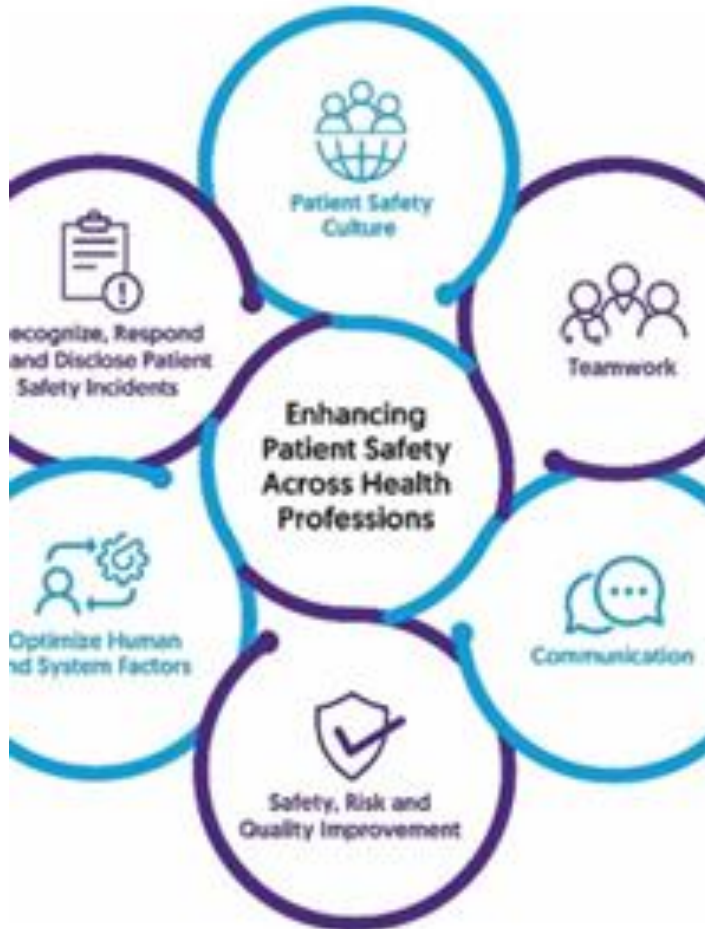 Patient Safety
Culture
Teamwork
Communication
Safety, Risk and
Quality Improvement
Optimize Human
nd System Factors
ecognize, Respond
and Disclose Patient
Safety Incidents
Enhancing
Patient Safety
Across Health
Professions